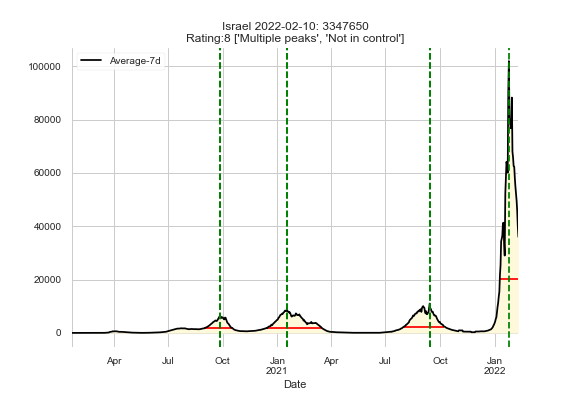 Israel 2022-02-10: 3347650
Rating:8 ['Multiple peaks', 'Not in control']
Average-7d
100000
80000
60000
40000
20000
0
Apr Jul Oct Jan Apr Jul Oct Jan
2021 2022
Date